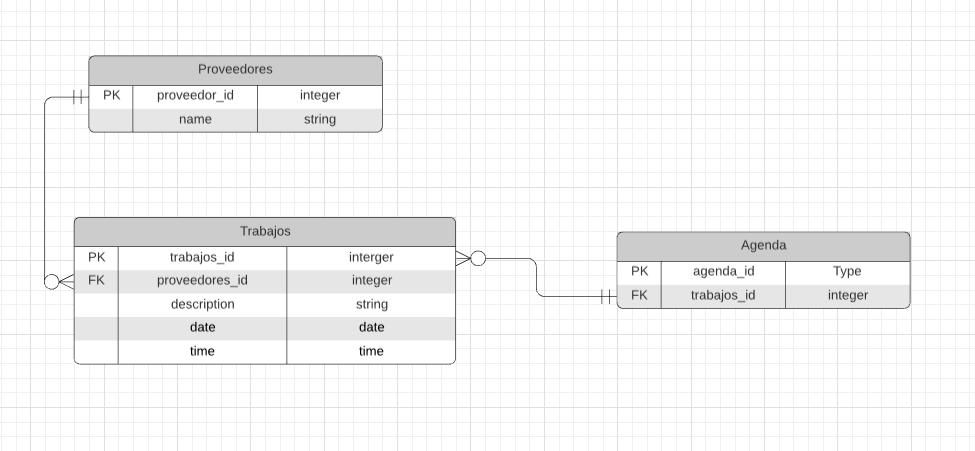 Proveedores
PK proveedor_id integer
name string
Trabajos
PK trabajos_id interger
FK proveedores_id integer
description string
date date
time time
Agenda
PK agenda_id Type
FK trabajos_id integer